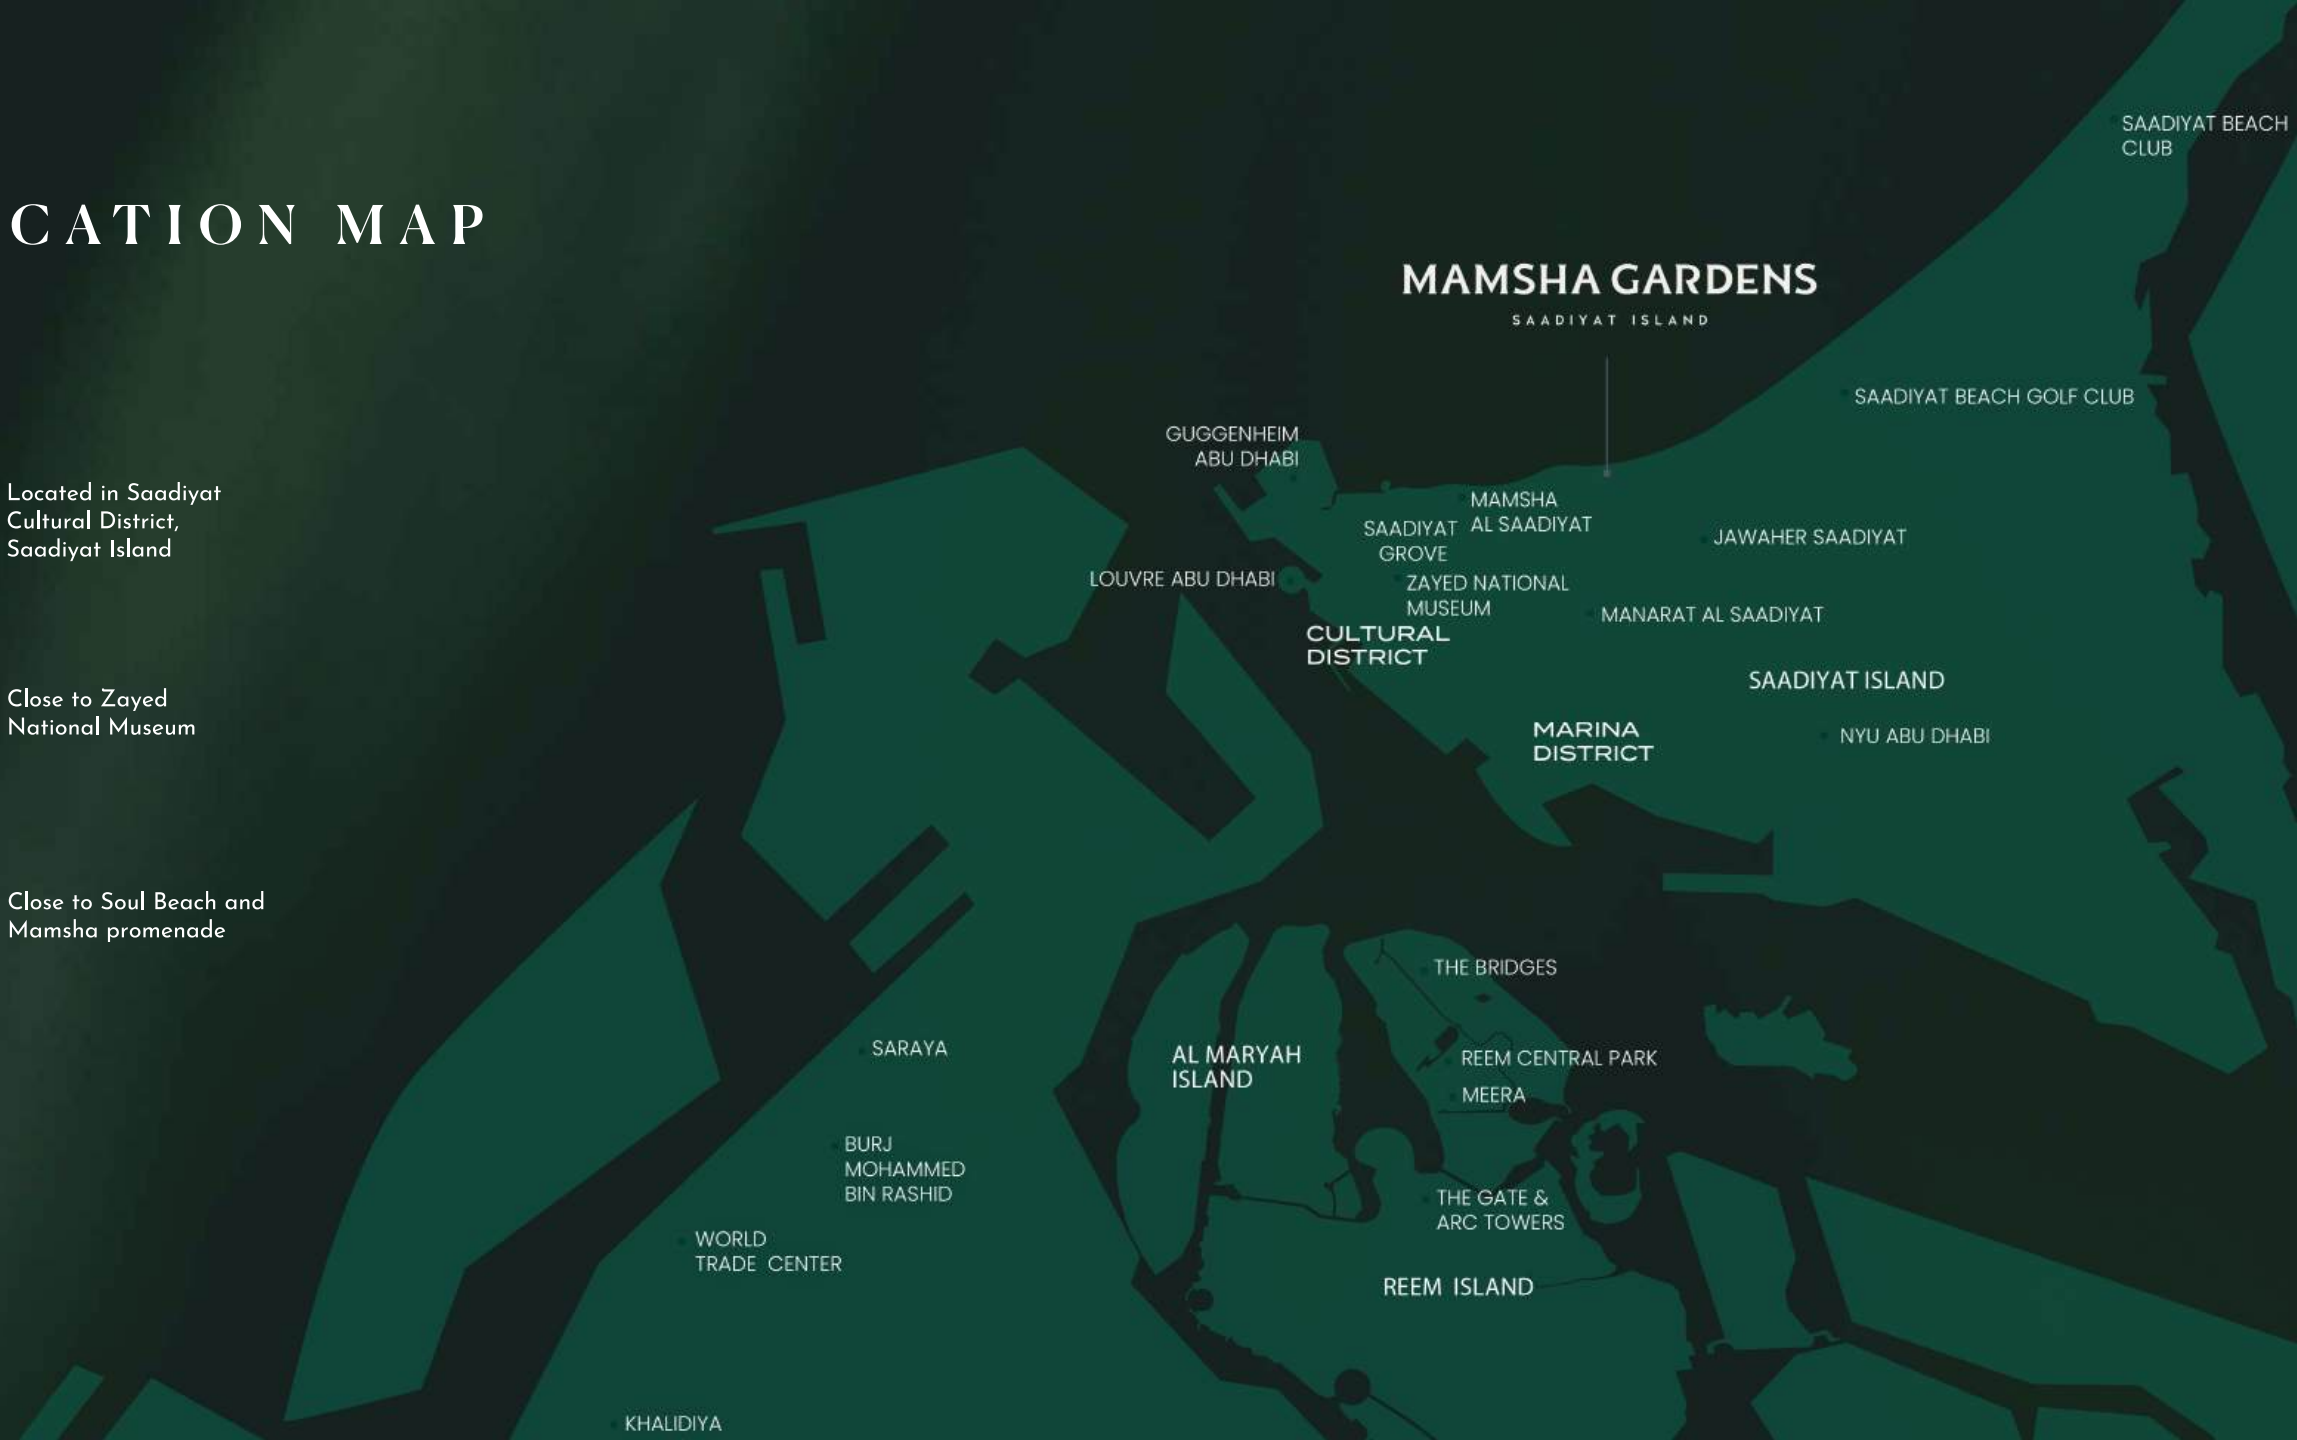 CATION MAP
Located in Saadiyat
Cultural District,
Saadiyat Island
Close to Zayed
National Museum
Close to Soul Beach and
Mamsha promenade
SAADIYAT BEACH
CLUB
MAMSHA GARDENS
SAADIYAT ISLAND
SAADIYAT BEACH GOLF CLUB
GUGGENHEIM
ABU DHABI
MAMSHA
AL SAADIYAT
SAADIYAT
GROVE
JAWAHER SAADIYAT
LOUVRE ABU DHABI
ZAYED NATIONAL
MUSEUM
MANARAT AL SAADIYAT
CULTURAL
DISTRICT
SAADIYAT ISLAND
MARINA
DISTRICT
NYU ABU DHABI
THE BRIDGES
SARAYA
AL MARYAH
ISLAND
REEM CENTRAL PARK
MEERA
BURJ
MOHAMMED
BIN RASHID
THE GATE &
ARC TOWERS
WORLD
TRADE CENTER
REEM ISLAND
KHALIDIYA